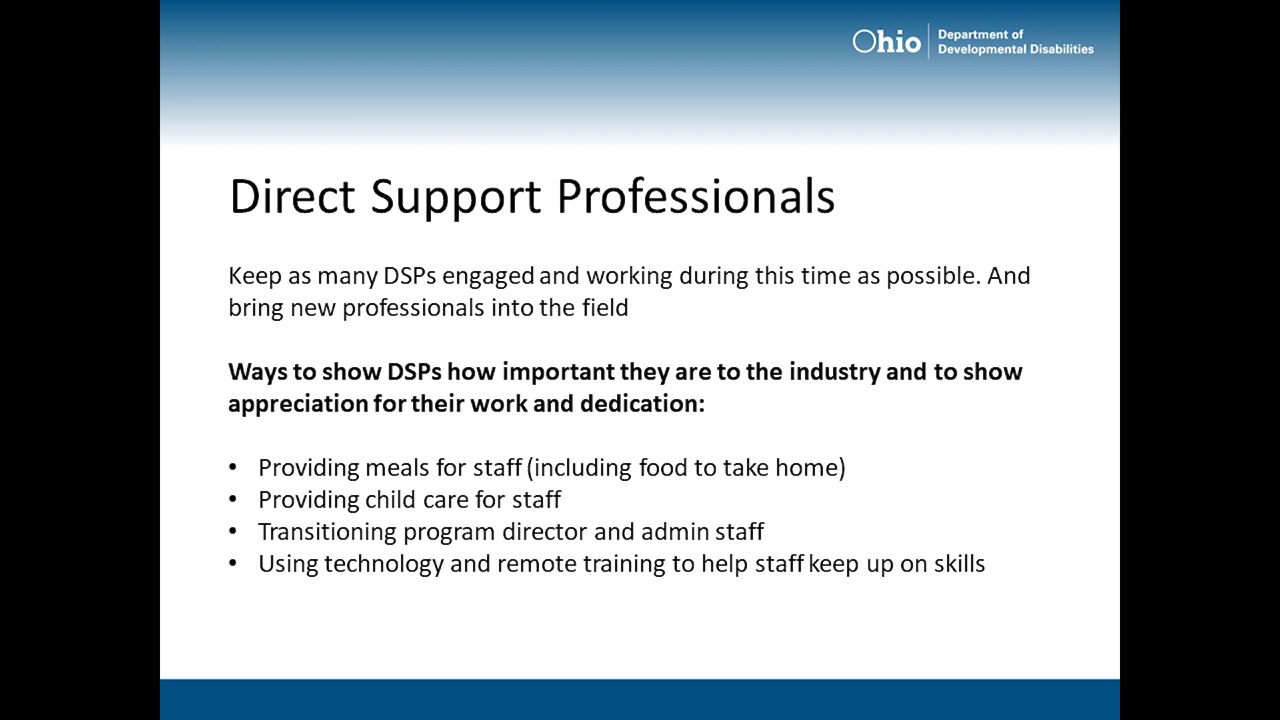 Ohio
Department of
Developmental Disabilities
Direct Support Professionals
Keep as many DSPs engaged and working during this time as possible. And
bring new professionals into the field
Ways to show DSPs how important they are to the industry and to show
appreciation for their work and dedication:
• Providing meals for staff (including food to take home)
• Providing child care for staff
• Transitioning program director and admin staff
• Using technology and remote training to help staff keep up on skills